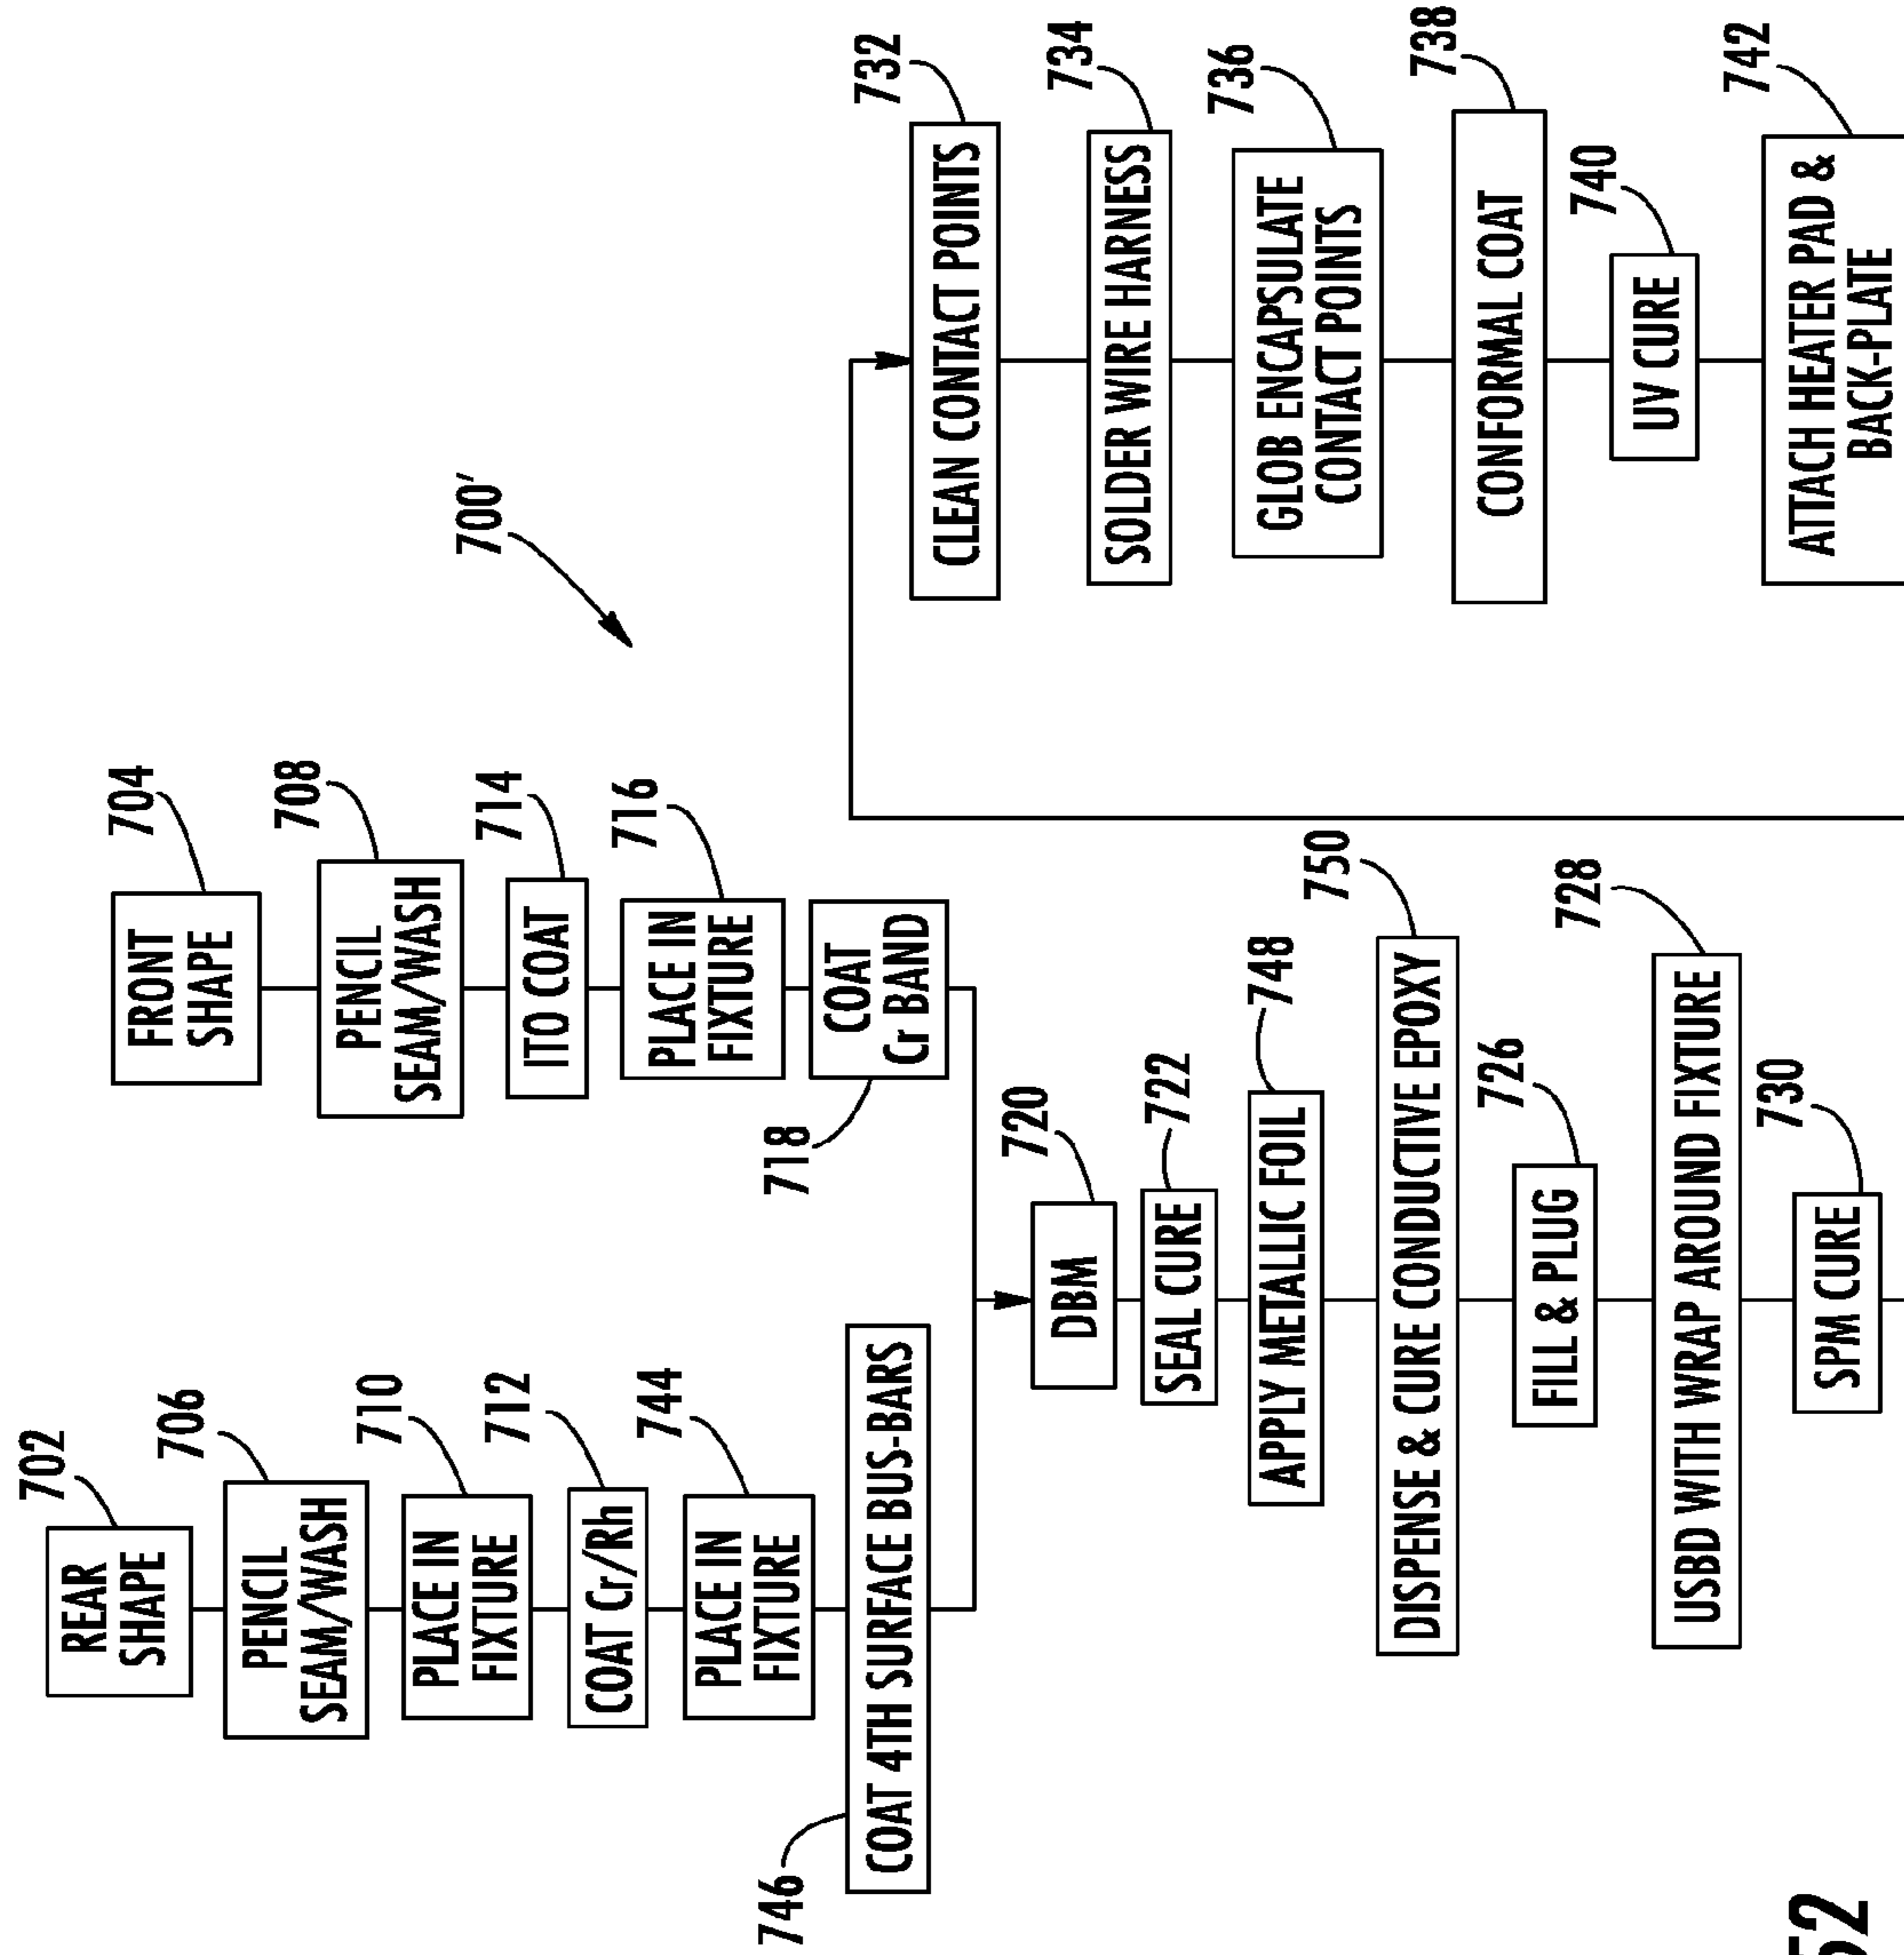 700′
702
REAR
SHAPE
706
PENCIL
SEAM/WASH
710
PLACE IN
FIXTURE
712
COAT Cr/Rh
744
PLACE IN
FIXTURE
746
COAT 4TH SURFACE BUS-BARS
704
FRONT
SHAPE
708
PENCIL
SEAM/WASH
714
ITO COAT
716
PLACE IN
FIXTURE
718
COAT
Cr BAND
720
DBM
722
SEAL CURE
748
APPLY METALLIC FOIL
750
DISPENSE & CURE CONDUCTIVE EPOXY
726
FILL & PLUG
728
USBD WITH WRAP AROUND FIXTURE
730
SPM CURE
732
CLEAN CONTACT POINTS
734
SOLDER WIRE HARNESS
736
GLOB ENCAPSULATE
CONTACT POINTS
738
CONFORMAL COAT
740
UV CURE
742
ATTACH HEATER PAD &
BACK-PLATE
52